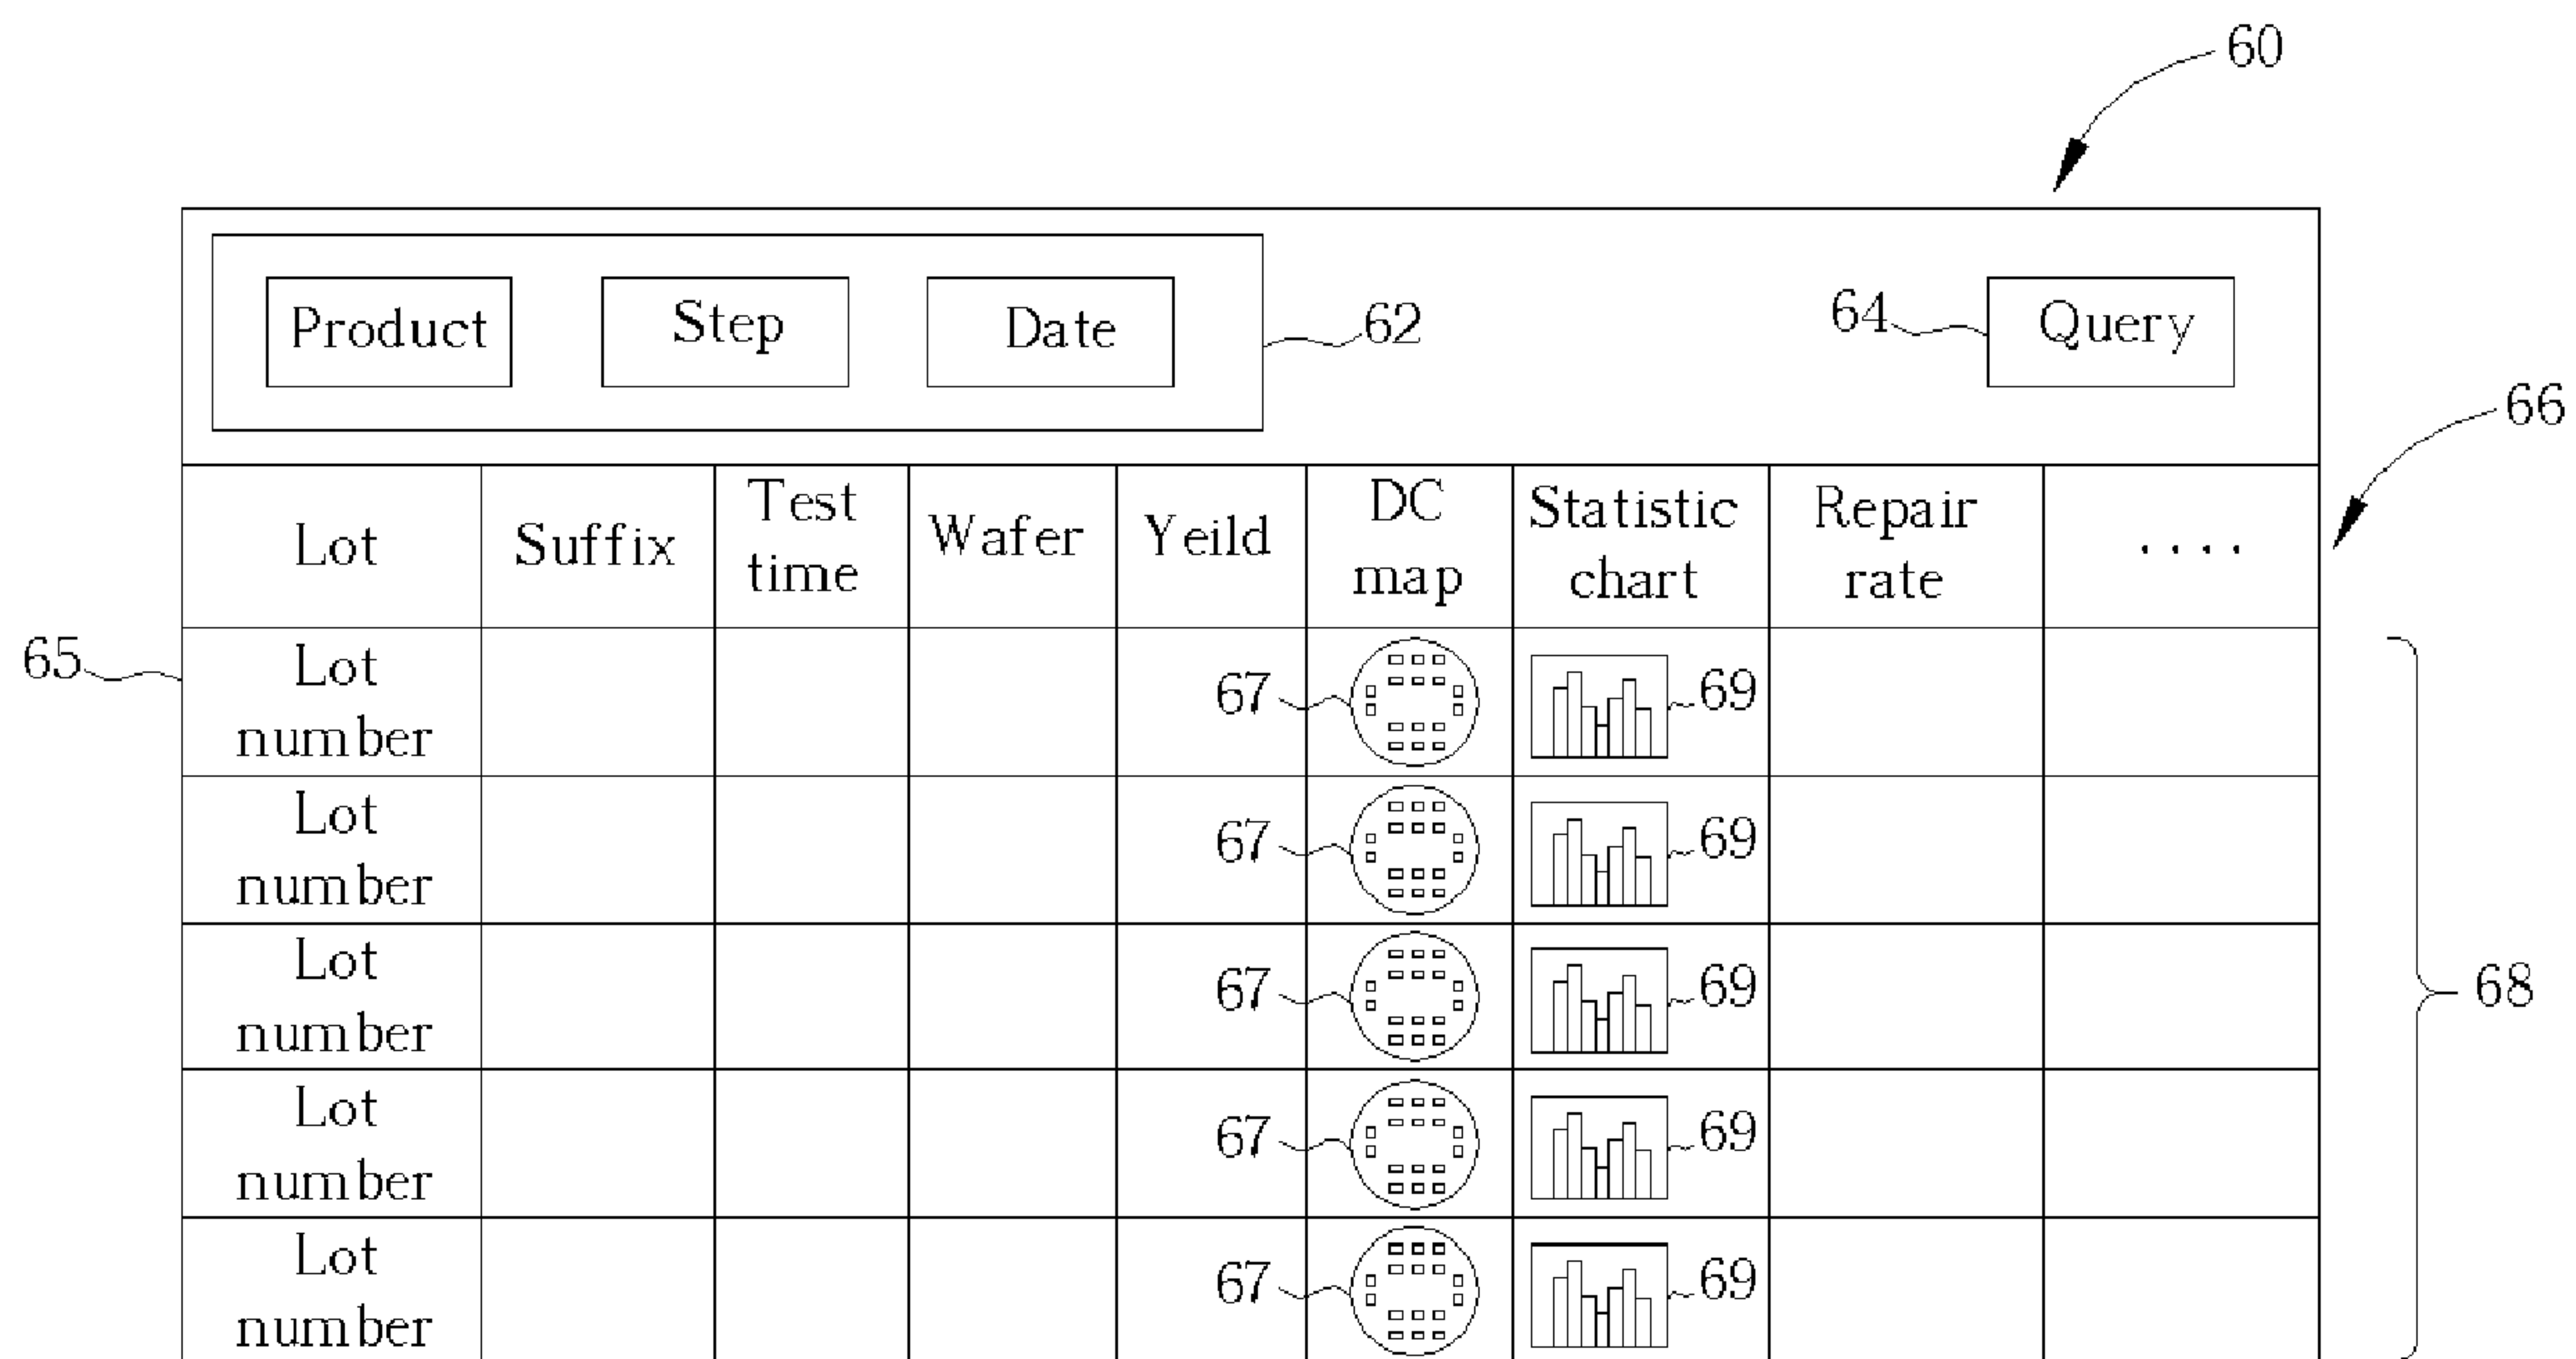 60
Product Step Date 62 64 Query
66
Lot Suffix Test time Wafer Yeild DC map Statistic chart Repair rate ....
65 Lot number 67 69
Lot number 67 69
Lot number 67 69 68
Lot number 67 69
Lot number 67 69